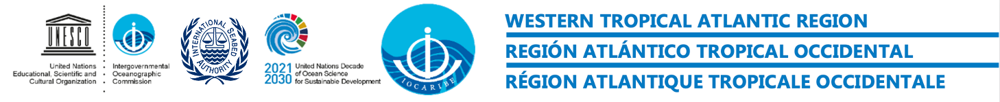 UNESCO
United Nations
Educational, Scientific and
Cultural Organization
Intergovernmental
Oceanographic
Commission
INTERNATIONAL SEABED
AUTHORITY
2021
2030
United Nations Decade
of Ocean Science
for Sustainable Development
IOCARIBE
WESTERN TROPICAL ATLANTIC REGION
REGIÓN ATLÁNTICO TROPICAL OCCIDENTAL
RÉGION ATLANTIQUE TROPICALE OCCIDENTALE